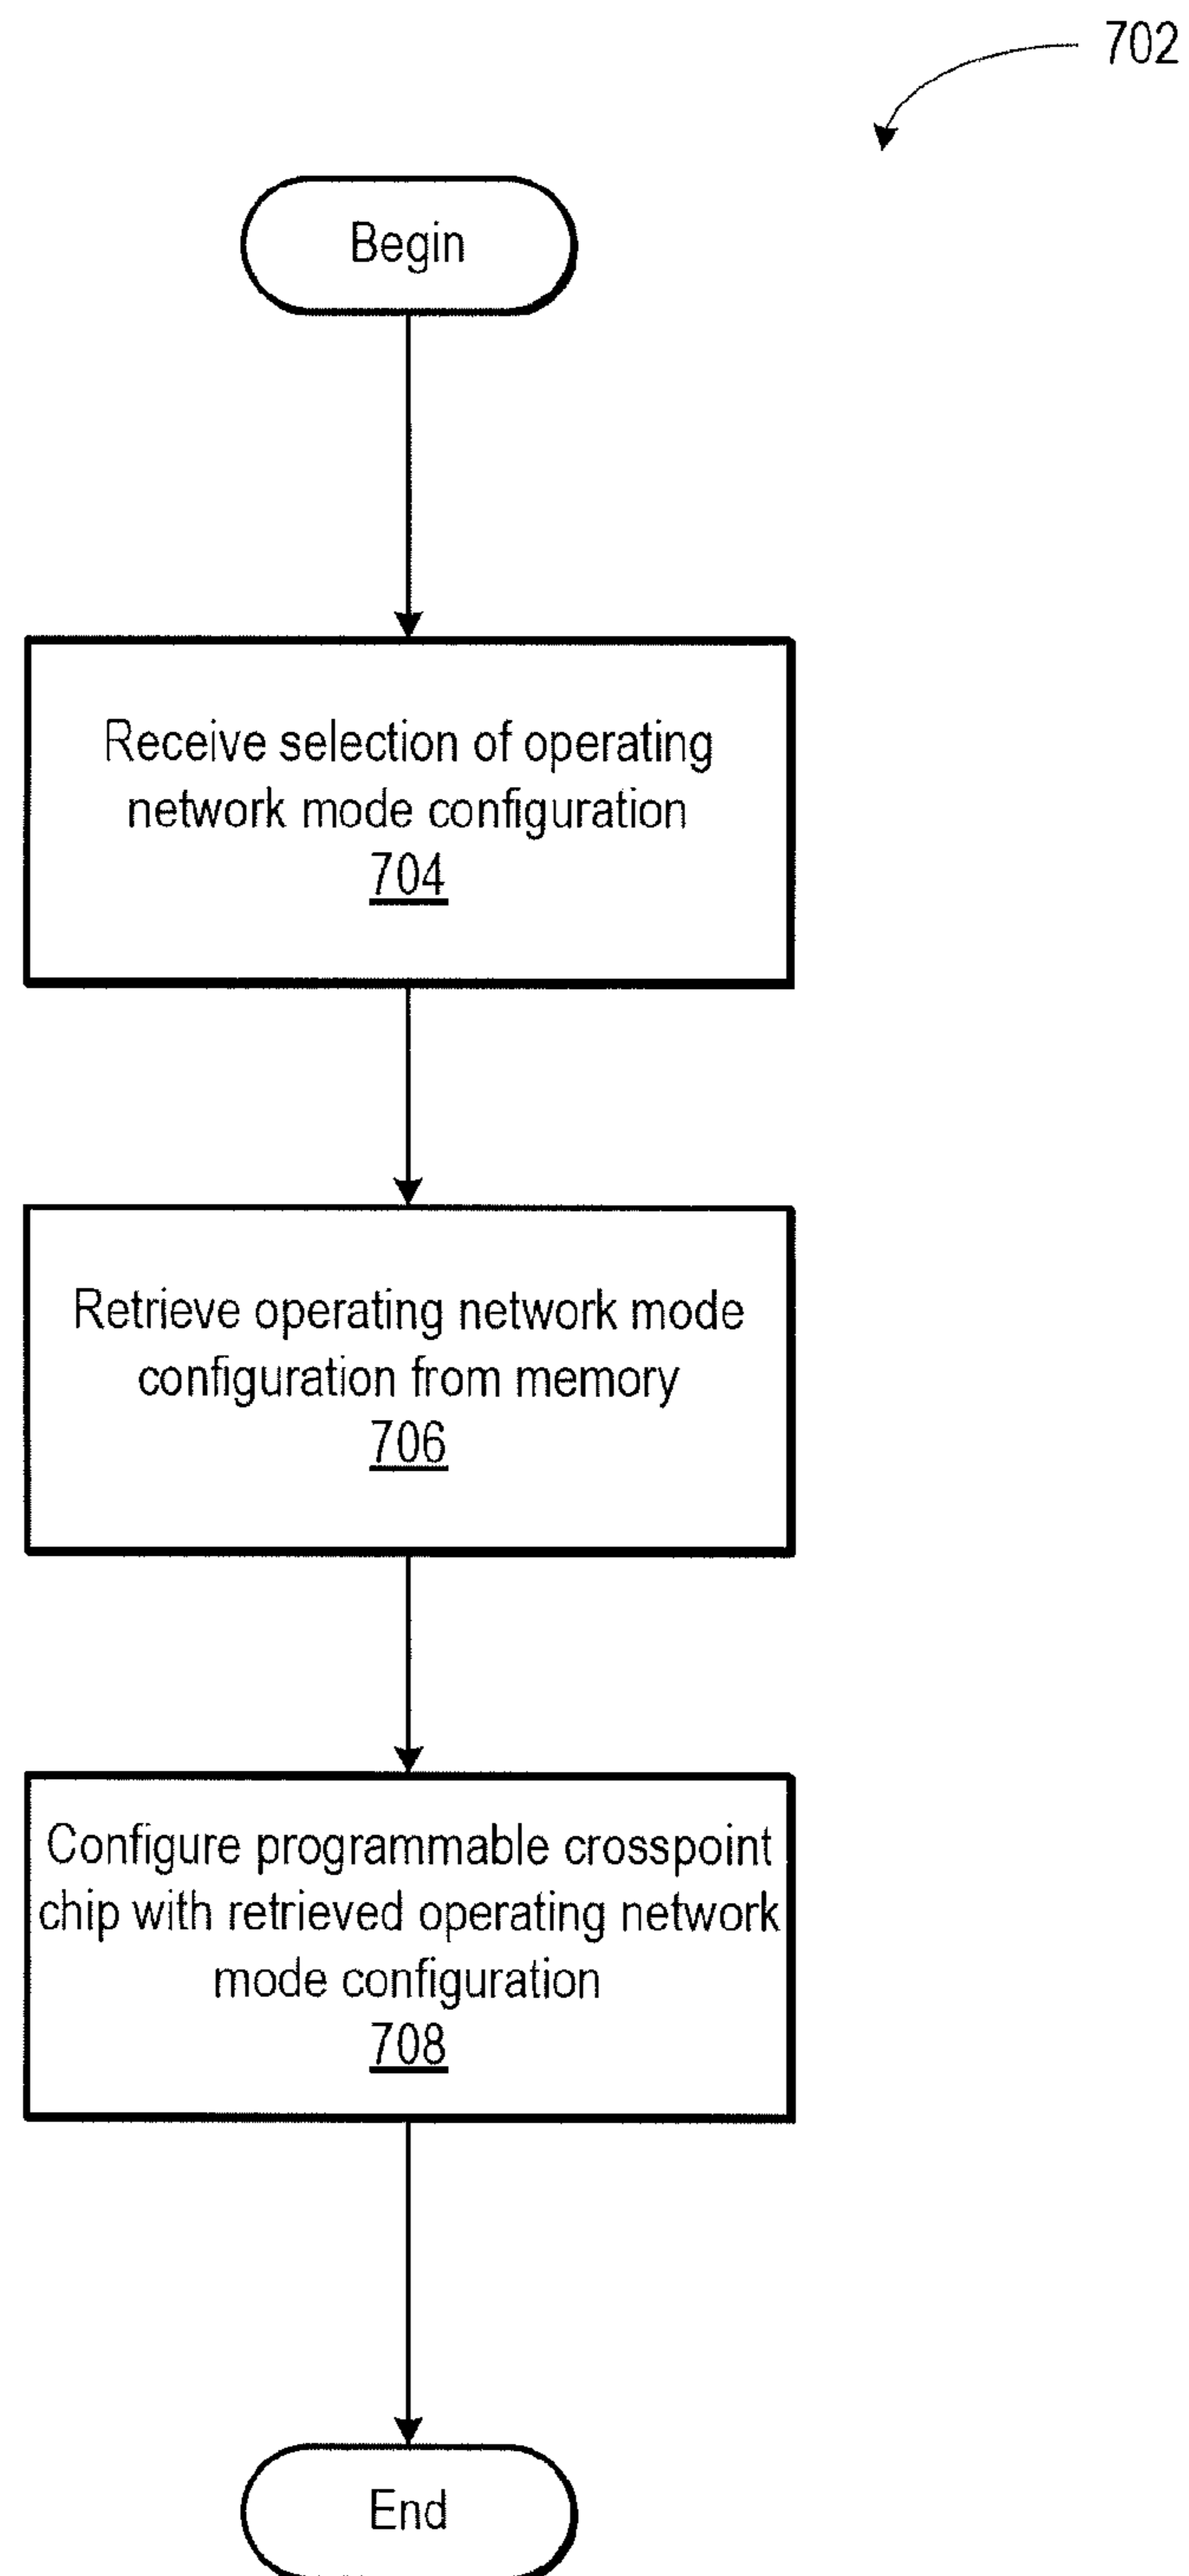 702
Begin
Receive selection of operating
network mode configuration
704
Retrieve operating network mode
configuration from memory
706
Configure programmable crosspoint
chip with retrieved operating network
mode configuration
708
End